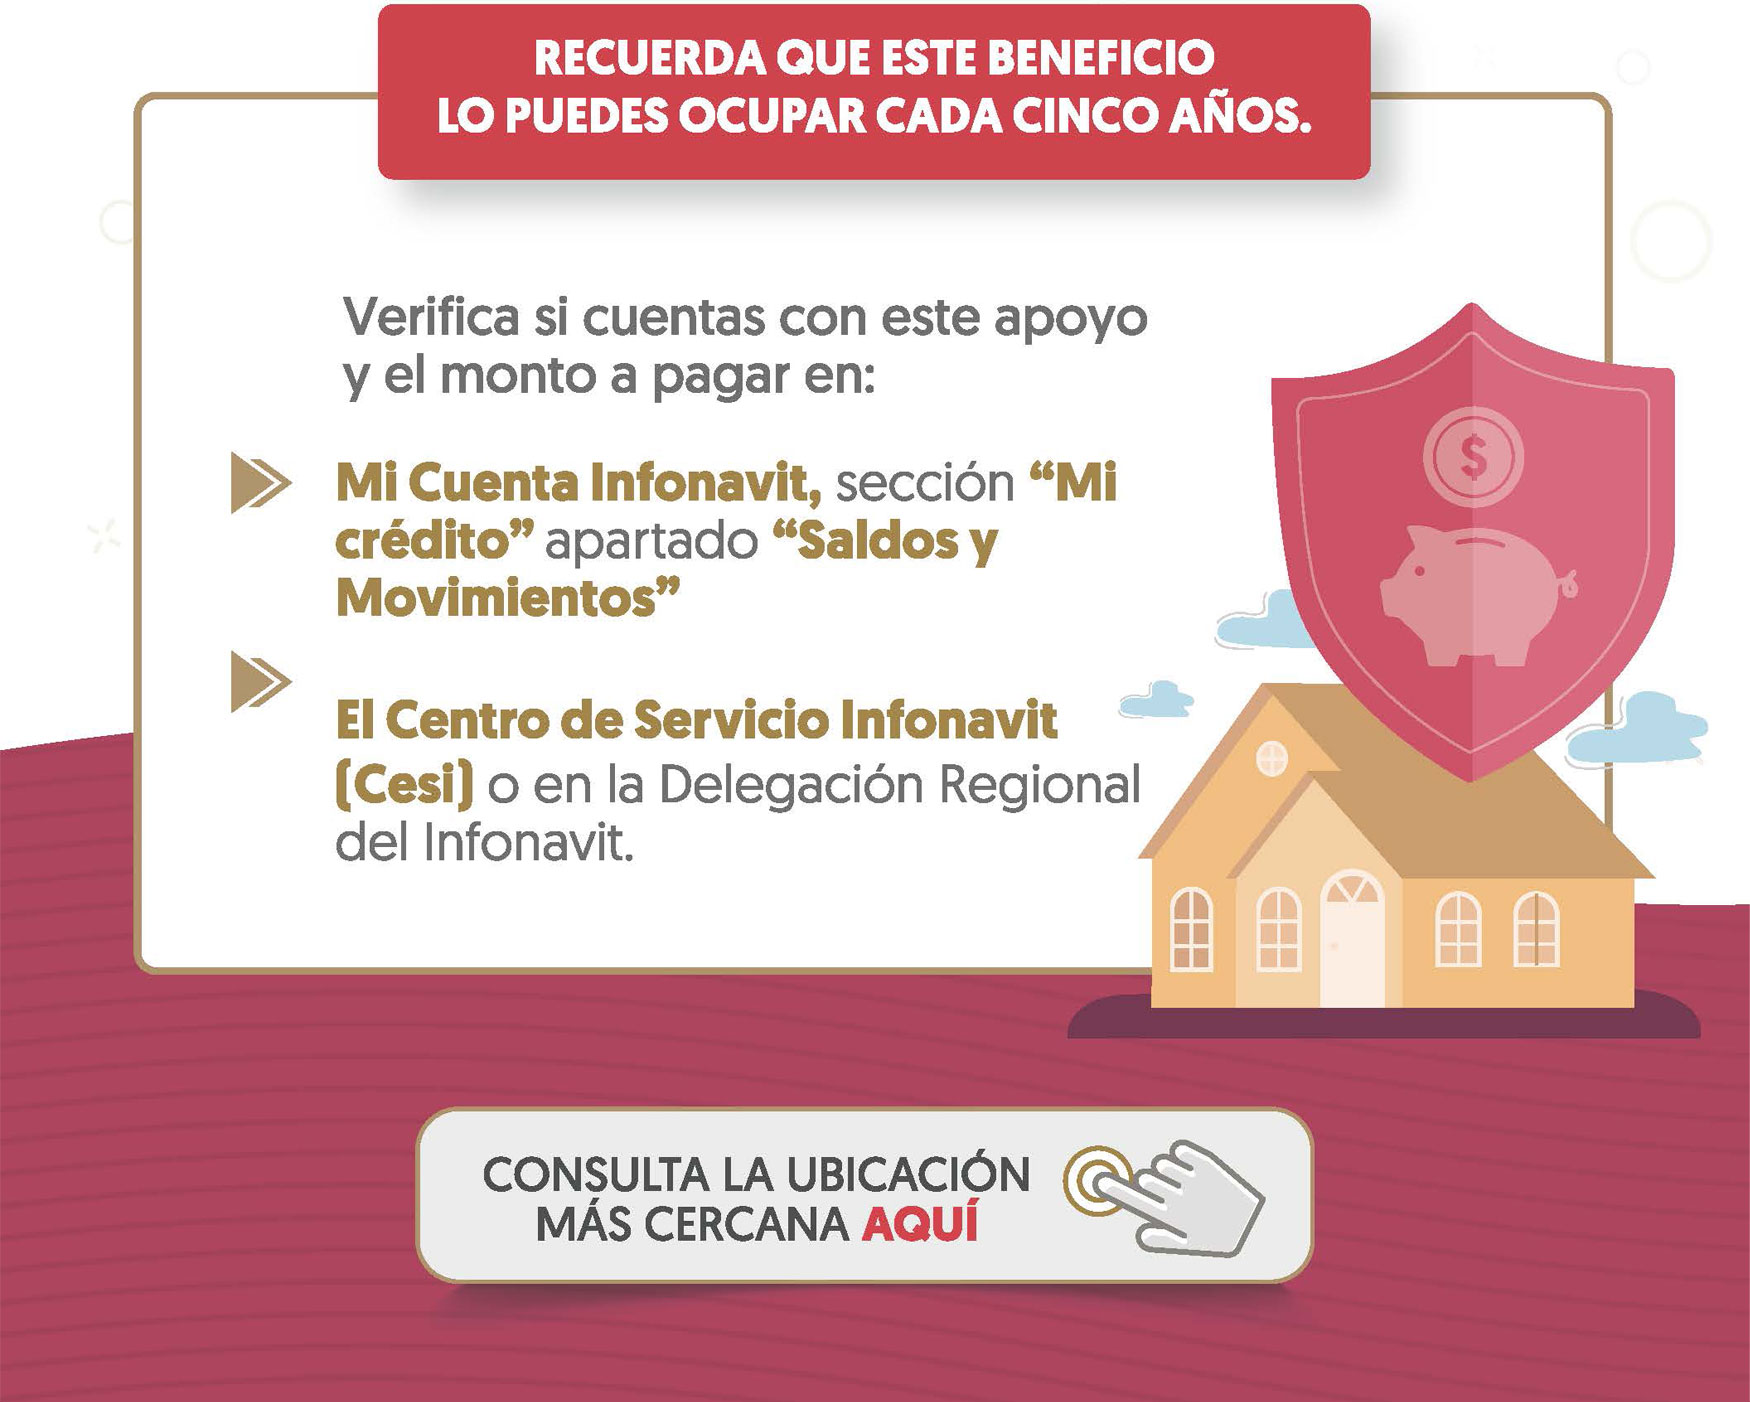 RECUERDA QUE ESTE BENEFICIO
LO PUEDES OCUPAR CADA CINCO AÑOS.
Verifica si cuentas con este apoyo
y el monto a pagar en:
Mi Cuenta Infonavit, sección “Mi
crédito” apartado “Saldos y
Movimientos”
El Centro de Servicio Infonavit
(Cesi) o en la Delegación Regional
del Infonavit.
$
CONSULTA LA UBICACIÓN
MÁS CERCANA AQUÍ